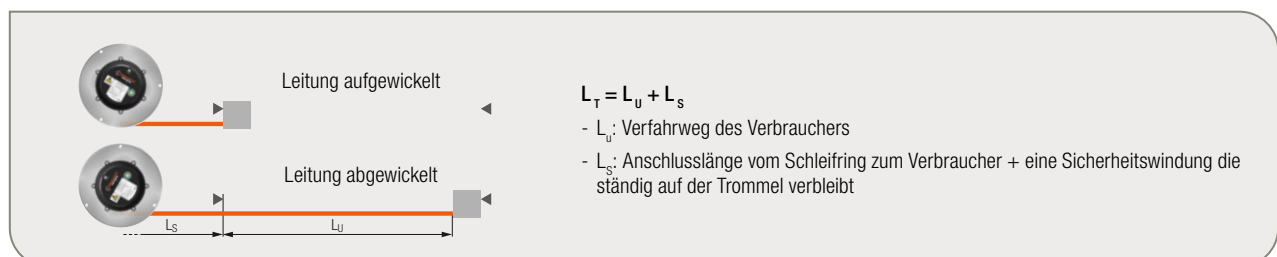 Leitung aufgewickelt
Leitung abgewickelt
LS
LU
LT = LU + LS
- Lu: Verfahrweg des Verbrauchers
- LS: Anschlusslänge vom Schleifring zum Verbraucher + eine Sicherheitswindung die
ständig auf der Trommel verbleibt